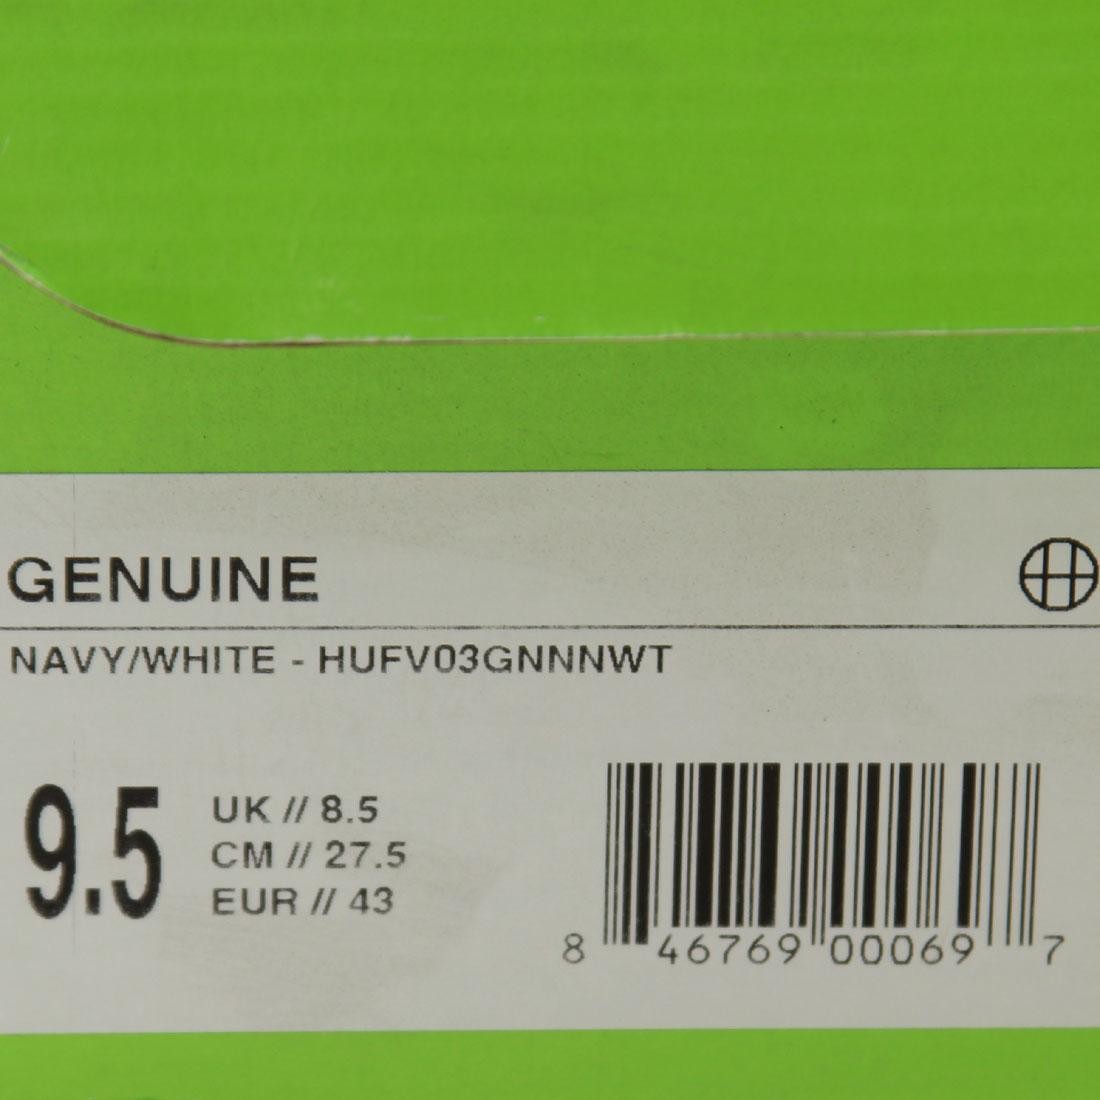 GENUINE
NAVY/WHITE - HUFV03GNNNWT
9.5
UK // 8.5
CM // 27.5
EUR // 43
8 46769 00069 7